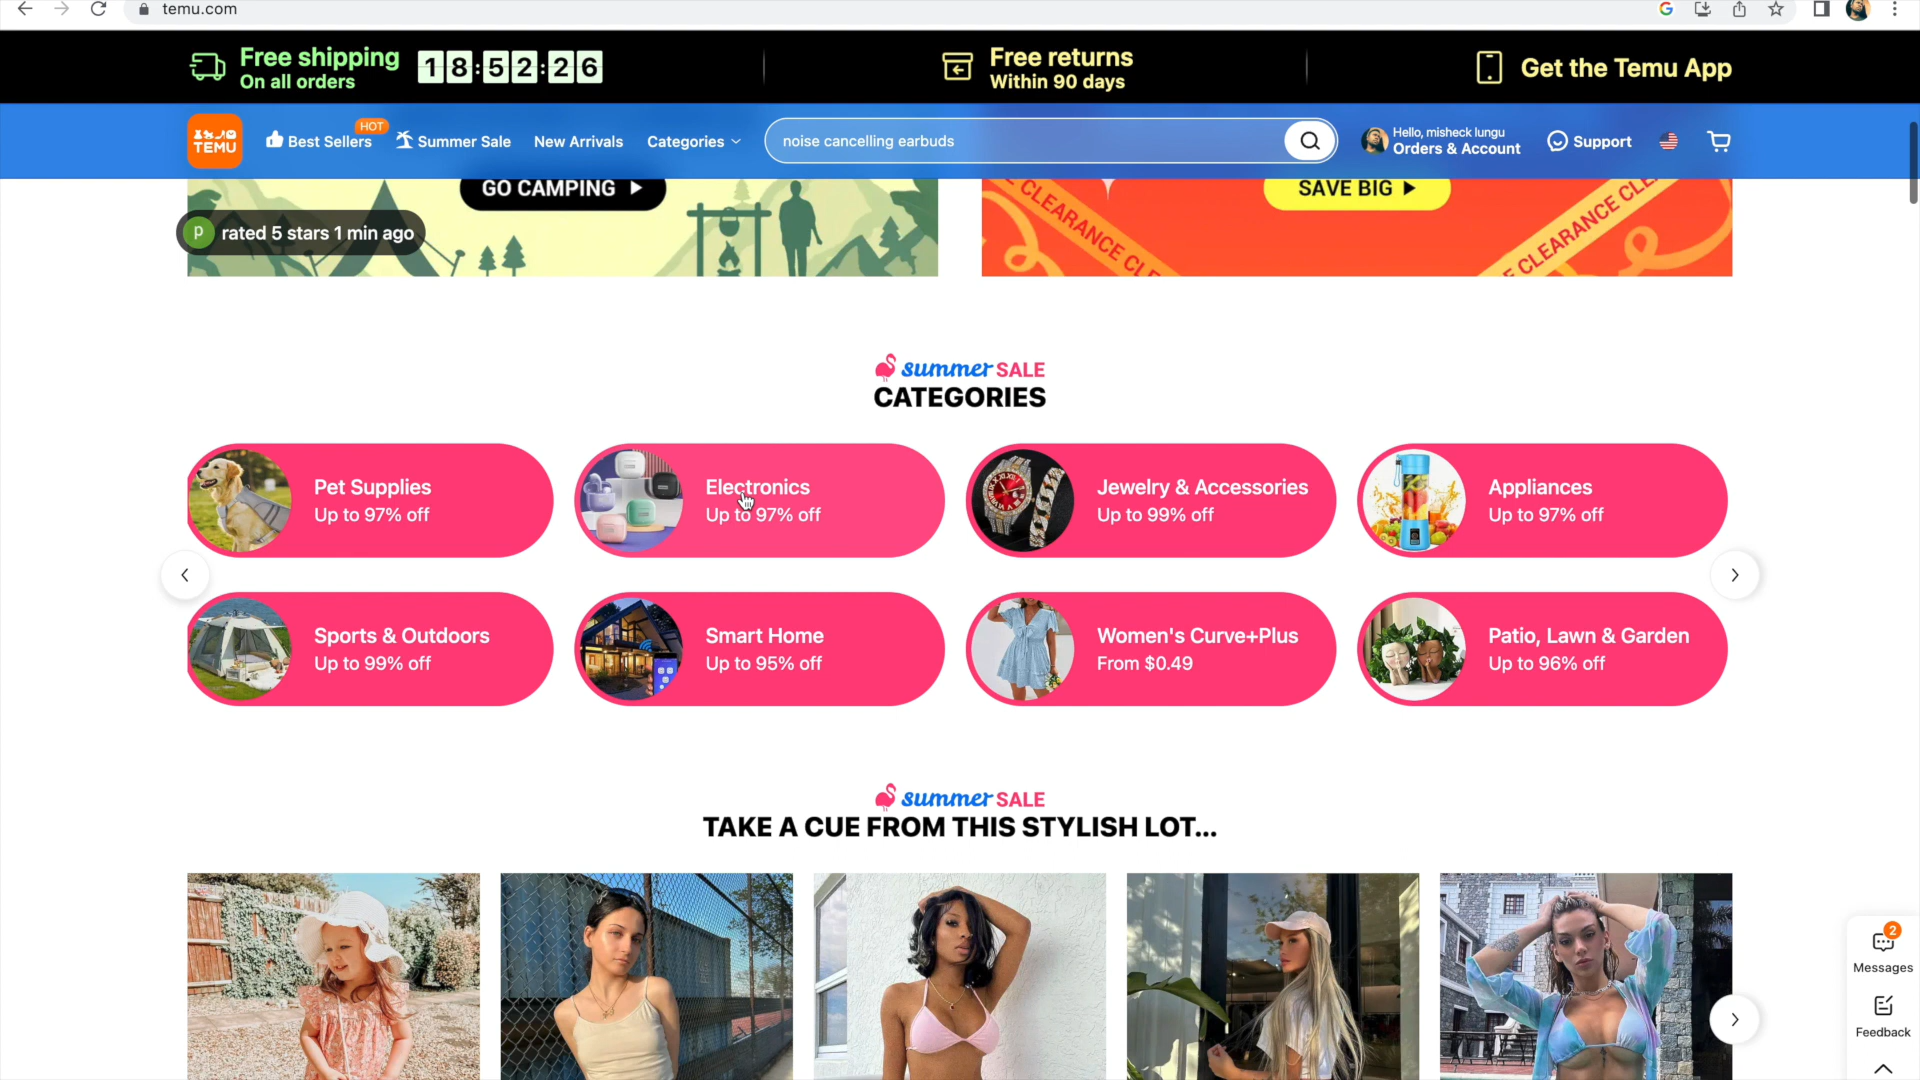 temu.com
Free shipping
On all orders
18:52:26
Free returns
Within 90 days
Get the Temu App
TEMU
Best Sellers
HOT
Summer Sale
New Arrivals
Categories
noise cancelling earbuds
Hello, misheck lungu
Orders & Account
Support
GO CAMPING
SAVE BIG
P rated 5 stars 1 min ago
CLEARANCE
CLEARANCE
summer SALE
CATEGORIES
Pet Supplies
Up to 97% off
Electronics
Up to 97% off
Jewelry & Accessories
Up to 99% off
Appliances
Up to 97% off
Sports & Outdoors
Up to 99% off
Smart Home
Up to 95% off
Women's Curve+Plus
From $0.49
Patio, Lawn & Garden
Up to 96% off
summer SALE
TAKE A CUE FROM THIS STYLISH LOT...
2
Messages
Feedback